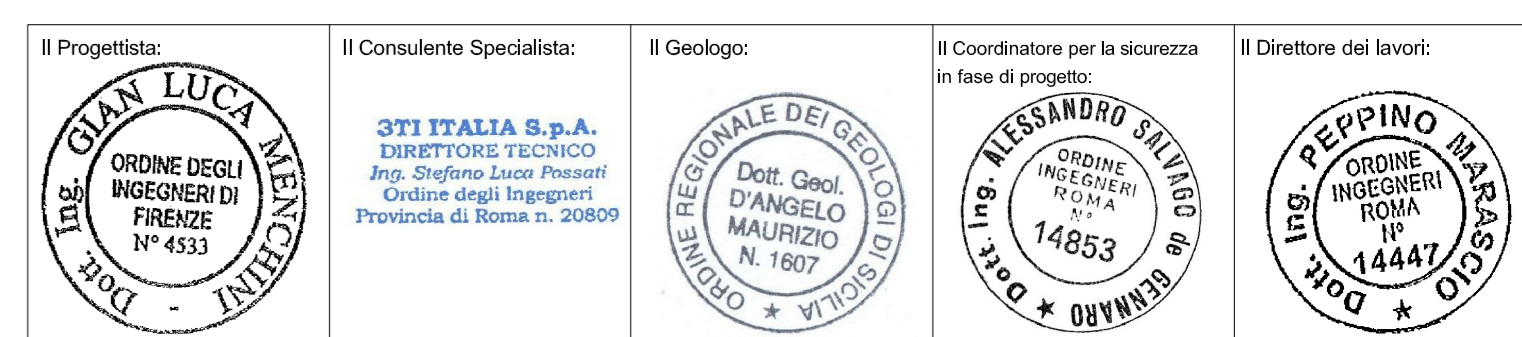 Il Progettista:
Dott. Ing. GIAN LUCA MENCHINI -
ORDINE DEGLI
INGEGNERI DI
FIRENZE
N° 4533
Il Consulente Specialista:
3TI ITALIA S.p.A.
DIRETTORE TECNICO
Ing. Stefano Luca Possati
Ordine degli Ingegneri
Provincia di Roma n. 20809
Il Geologo:
ORDINE REGIONALE DEI GEOLOGI DI SICILIA ★
Dott. Geol.
D'ANGELO
MAURIZIO
N. 1607
Il Coordinatore per la sicurezza
in fase di progetto:
Dott. Ing. ALESSANDRO SALVAGO de GENNARO ★
ORDINE
INGEGNERI
ROMA
N°
14853
Il Direttore dei lavori:
Dott. Ing. PEPPINO MARASCIO ★
ORDINE
INGEGNERI
ROMA
N°
14447